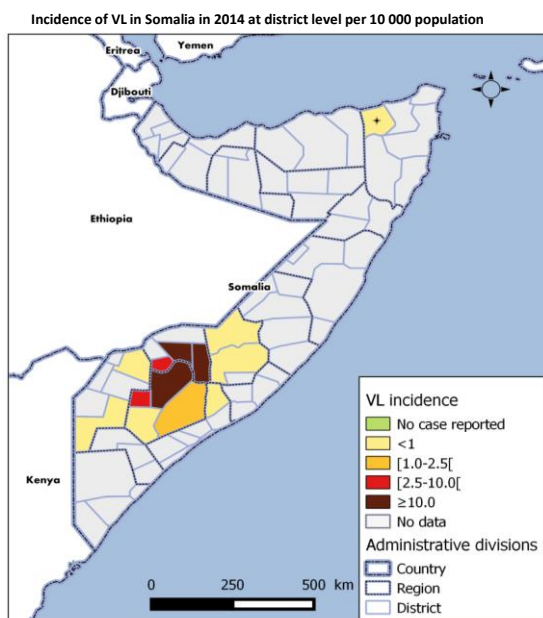 Incidence of VL in Somalia in 2014 at district level per 10 000 population
Eritrea
Yemen
Djibouti
Ethiopia
Somalia
Kenya
VL incidence
No case reported
<1
[1.0-2.5[
[2.5-10.0[
≥10.0
No data
Administrative divisions
Country
Region
District
0 250 500 km